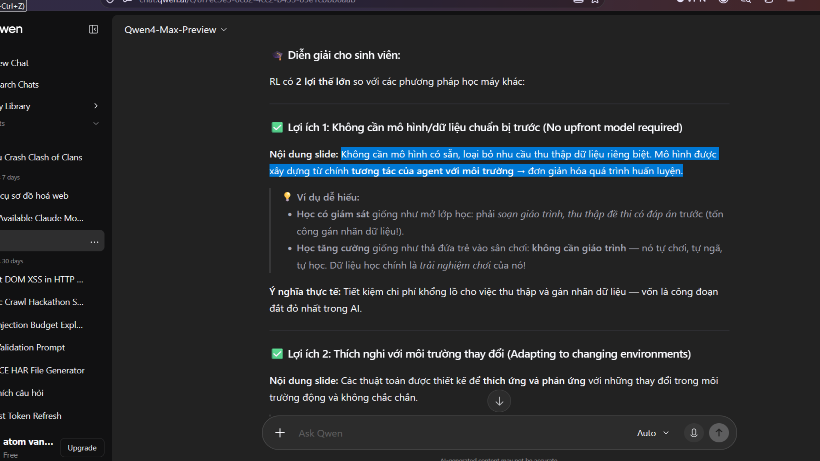 -Ctrl+Z)
wen
Qwen4-Max-Preview
ew Chat
arch Chats
y Library
ts
u Crash Clash of Clans
7 days
cụ sơ đồ hoá web
Available Claude Mo...
...
30 days
t DOM XSS in HTTP ...
c Crawl Hackathon S...
njection Budget Expl...
Validation Prompt
CE HAR File Generator
hích câu hỏi
st Token Refresh
atom van...
Free
Upgrade
Diễn giải cho sinh viên:
RL có 2 lợi thế lớn so với các phương pháp học máy khác:
Lợi ích 1: Không cần mô hình/dữ liệu chuẩn bị trước (No upfront model required)
Nội dung slide: Không cần mô hình có sẵn, loại bỏ nhu cầu thu thập dữ liệu riêng biệt. Mô hình được
xây dựng từ chính tương tác của agent với môi trường → đơn giản hóa quá trình huấn luyện.
Ví dụ dễ hiểu:
• Học có giám sát giống như mở lớp học: phải soạn giáo trình, thu thập đề thi có đáp án trước (tốn
công gán nhãn dữ liệu!).
• Học tăng cường giống như thả đứa trẻ vào sân chơi: không cần giáo trình — nó tự chơi, tự ngã,
tự học. Dữ liệu học chính là trải nghiệm chơi của nó!
Ý nghĩa thực tế: Tiết kiệm chi phí khổng lồ cho việc thu thập và gán nhãn dữ liệu — vốn là công đoạn
đắt đỏ nhất trong AI.
Lợi ích 2: Thích nghi với môi trường thay đổi (Adapting to changing environments)
Nội dung slide: Các thuật toán được thiết kế để thích ứng và phản ứng với những thay đổi trong môi
trường động và không chắc chắn.
Ask Qwen
Auto